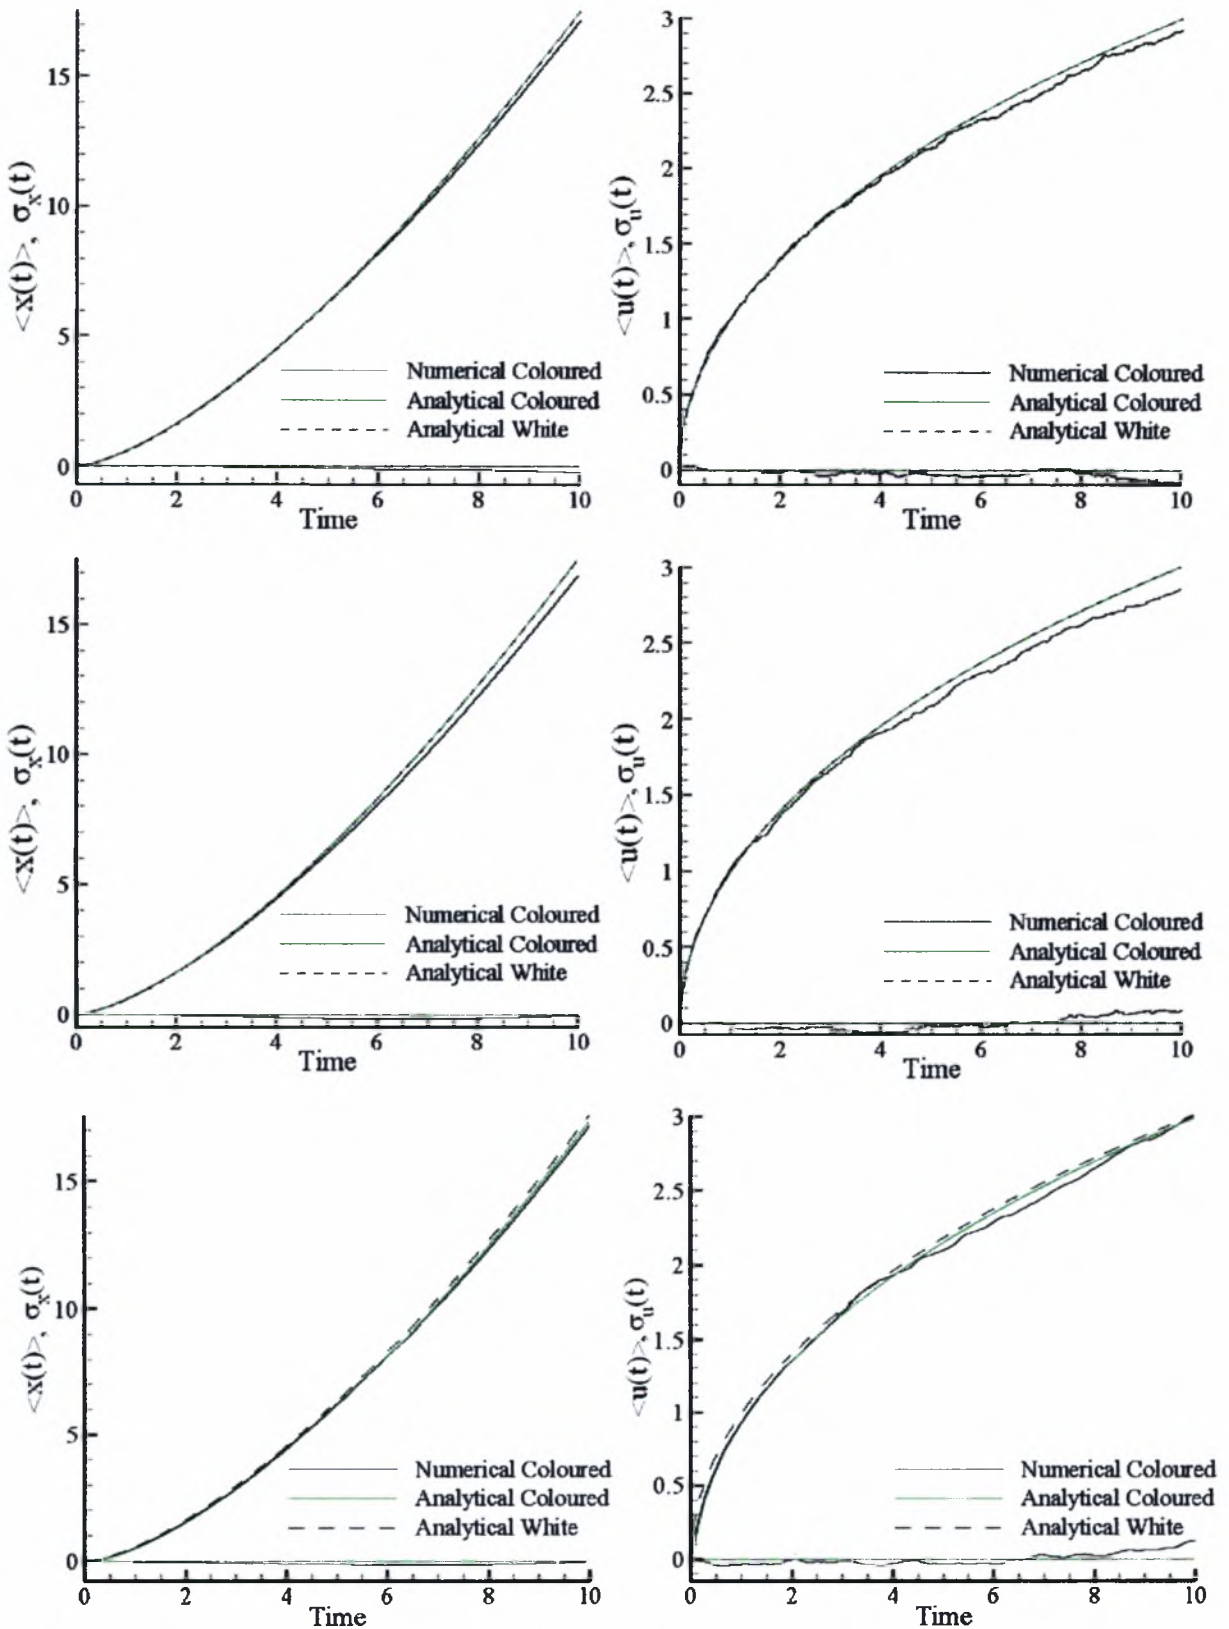 <x(t)>, σx(t)
15
10
5
0
0 2 4 6 8 10
Time
Numerical Coloured
Analytical Coloured
Analytical White
<u(t)>, σu(t)
3
2.5
2
1.5
1
0.5
0
0 2 4 6 8 10
Time
Numerical Coloured
Analytical Coloured
Analytical White
<x(t)>, σx(t)
15
10
5
0
0 2 4 6 8 10
Time
Numerical Coloured
Analytical Coloured
Analytical White
<u(t)>, σu(t)
3
2.5
2
1.5
1
0.5
0
0 2 4 6 8 10
Time
Numerical Coloured
Analytical Coloured
Analytical White
<x(t)>, σx(t)
15
10
5
0
0 2 4 6 8 10
Time
Numerical Coloured
Analytical Coloured
Analytical White
<u(t)>, σu(t)
3
2.5
2
1.5
1
0.5
0
0 2 4 6 8 10
Time
Numerical Coloured
Analytical Coloured
Analytical White